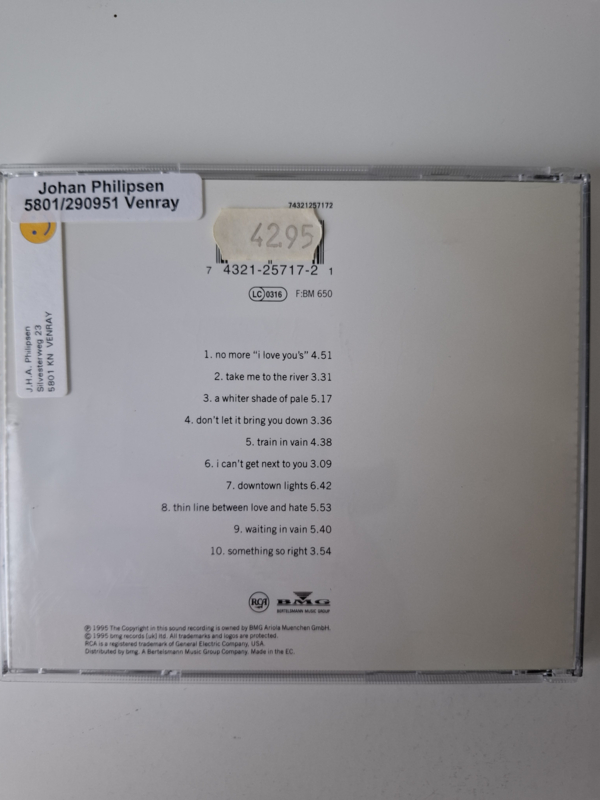 Johan Philipsen
5801/290951 Venray
J.H.A. Philipsen
Silvesterweg 23
5801 KN VENRAY
74321257172
4295
7 4321-25717-2 1
LC 0316 F:BM 650
1. no more "i love you's" 4.51
2. take me to the river 3.31
3. a whiter shade of pale 5.17
4. don't let it bring you down 3.36
5. train in vain 4.38
6. i can't get next to you 3.09
7. downtown lights 6.42
8. thin line between love and hate 5.53
9. waiting in vain 5.40
10. something so right 3.54
RCA BMG
BERTELSMANN MUSIC GROUP
℗ 1995 The Copyright in this sound recording is owned by BMG Ariola Muenchen GmbH.
© 1995 bmg records (uk) ltd. All trademarks and logos are protected.
RCA is a registered trademark of General Electric Company, USA.
Distributed by bmg. A Bertelsmann Music Group Company. Made in the EC.